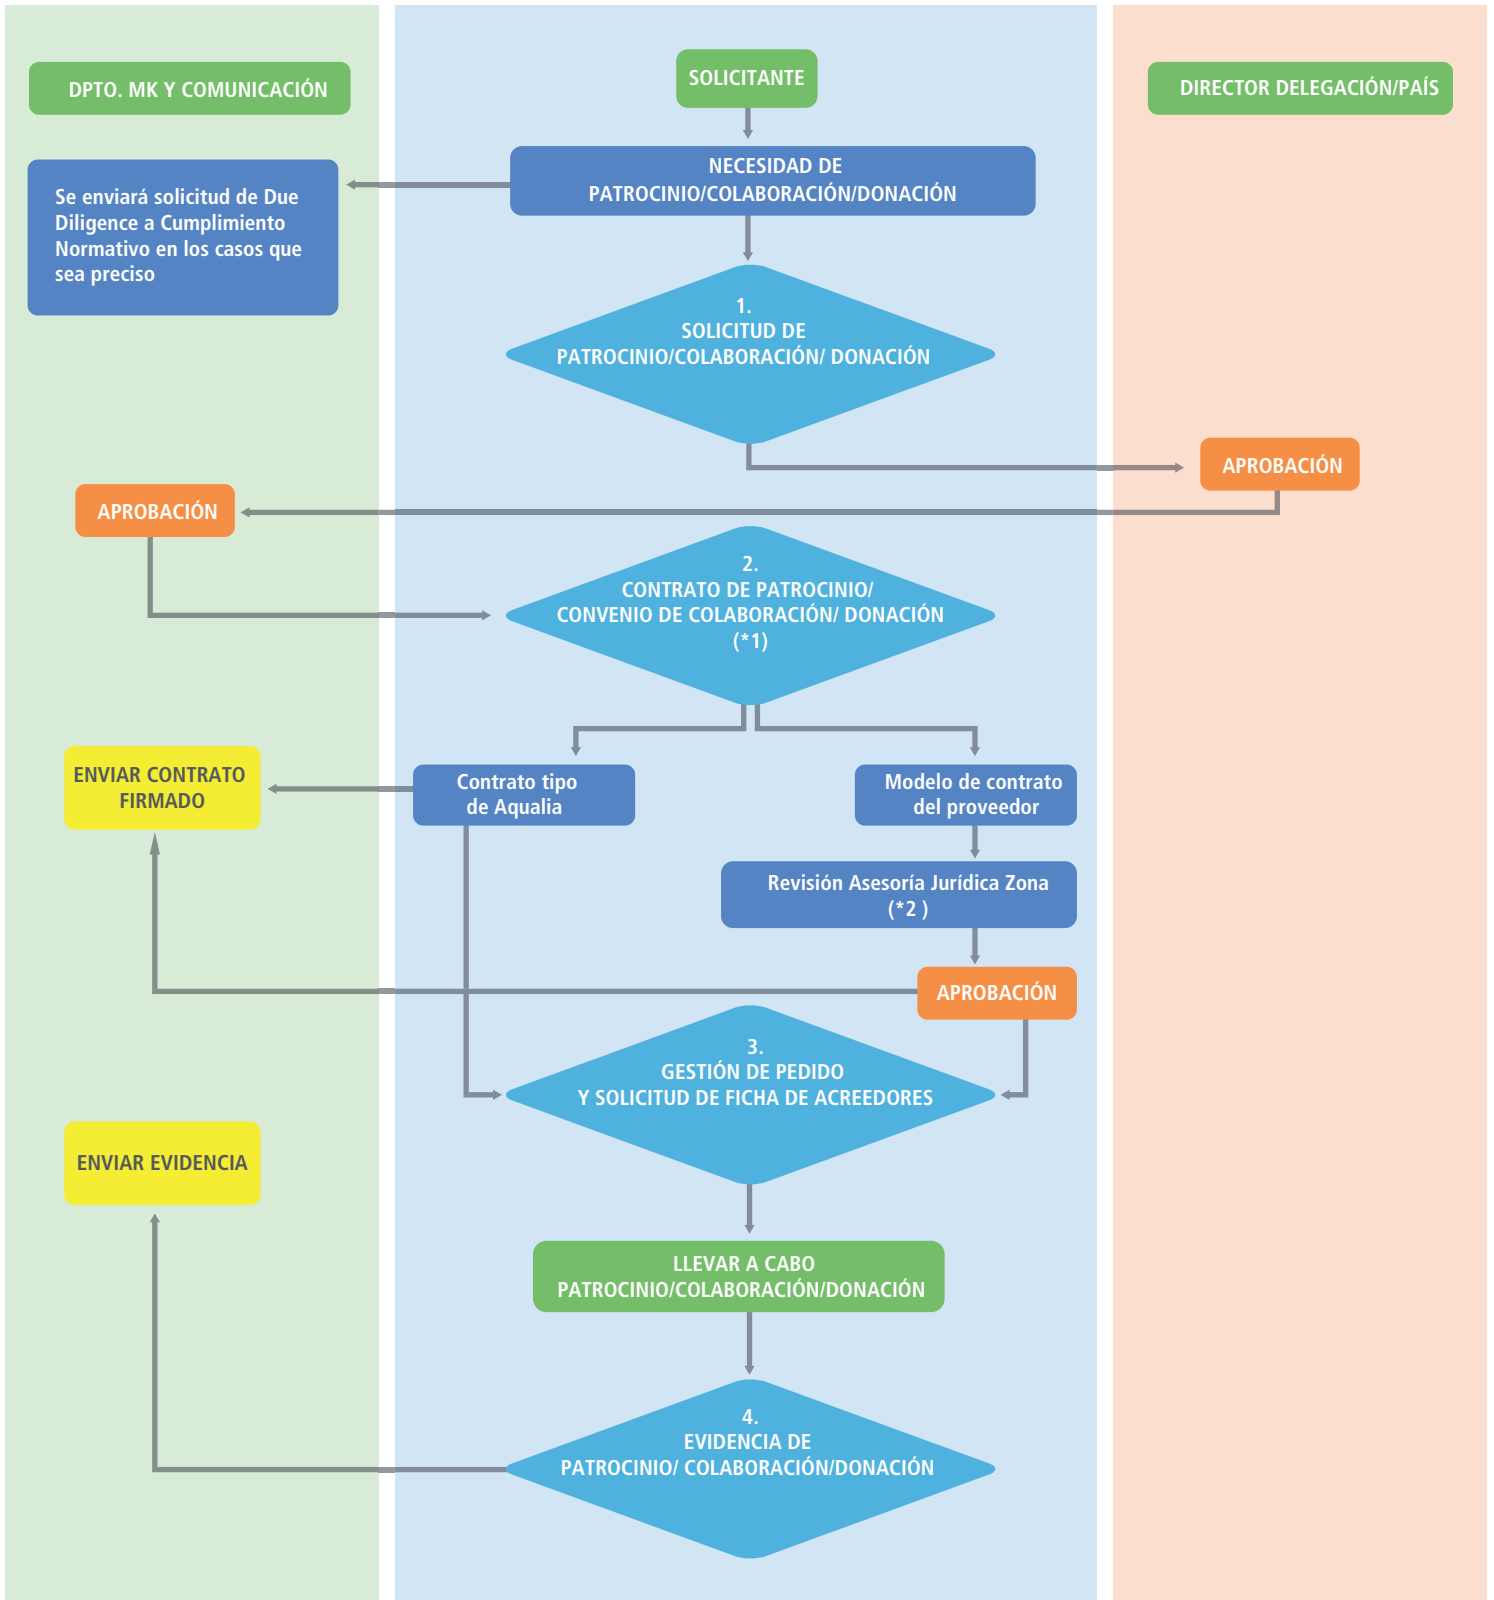 DPTO. MK Y COMUNICACIÓN
SOLICITANTE
DIRECTOR DELEGACIÓN/PAÍS
NECESIDAD DE
PATROCINIO/COLABORACIÓN/DONACIÓN
Se enviará solicitud de Due
Diligence a Cumplimiento
Normativo en los casos que
sea preciso
1.
SOLICITUD DE
PATROCINIO/COLABORACIÓN/ DONACIÓN
APROBACIÓN
APROBACIÓN
2.
CONTRATO DE PATROCINIO/
CONVENIO DE COLABORACIÓN/ DONACIÓN
(*1)
ENVIAR CONTRATO
FIRMADO
Contrato tipo
de Aqualia
Modelo de contrato
del proveedor
Revisión Asesoría Jurídica Zona
(*2 )
APROBACIÓN
3.
GESTIÓN DE PEDIDO
Y SOLICITUD DE FICHA DE ACREEDORES
ENVIAR EVIDENCIA
LLEVAR A CABO
PATROCINIO/COLABORACIÓN/DONACIÓN
4.
EVIDENCIA DE
PATROCINIO/ COLABORACIÓN/DONACIÓN